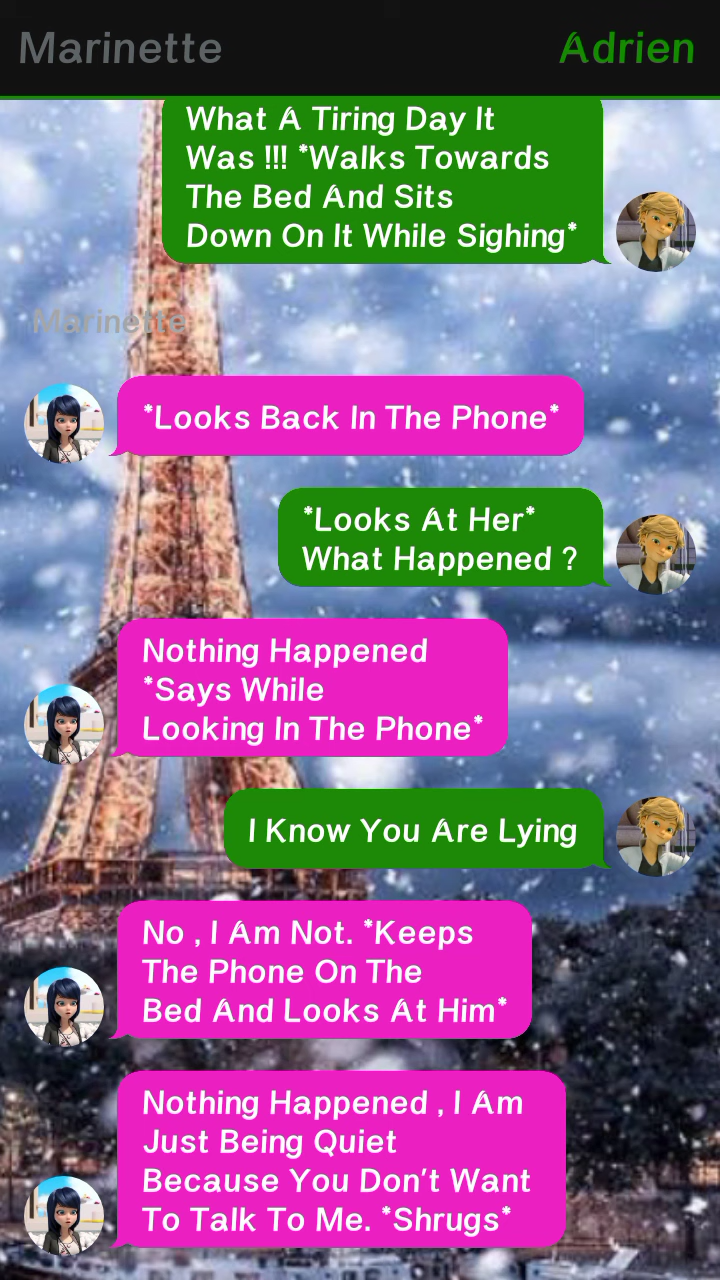 Marinette
Adrien
What A Tiring Day It
Was !!! *Walks Towards
The Bed And Sits
Down On It While Sighing*
Marinette
*Looks Back In The Phone*
*Looks At Her*
What Happened ?
Nothing Happened
*Says While
Looking In The Phone*
I Know You Are Lying
No , I Am Not. *Keeps
The Phone On The
Bed And Looks At Him*
Nothing Happened , I Am
Just Being Quiet
Because You Don't Want
To Talk To Me. *Shrugs*